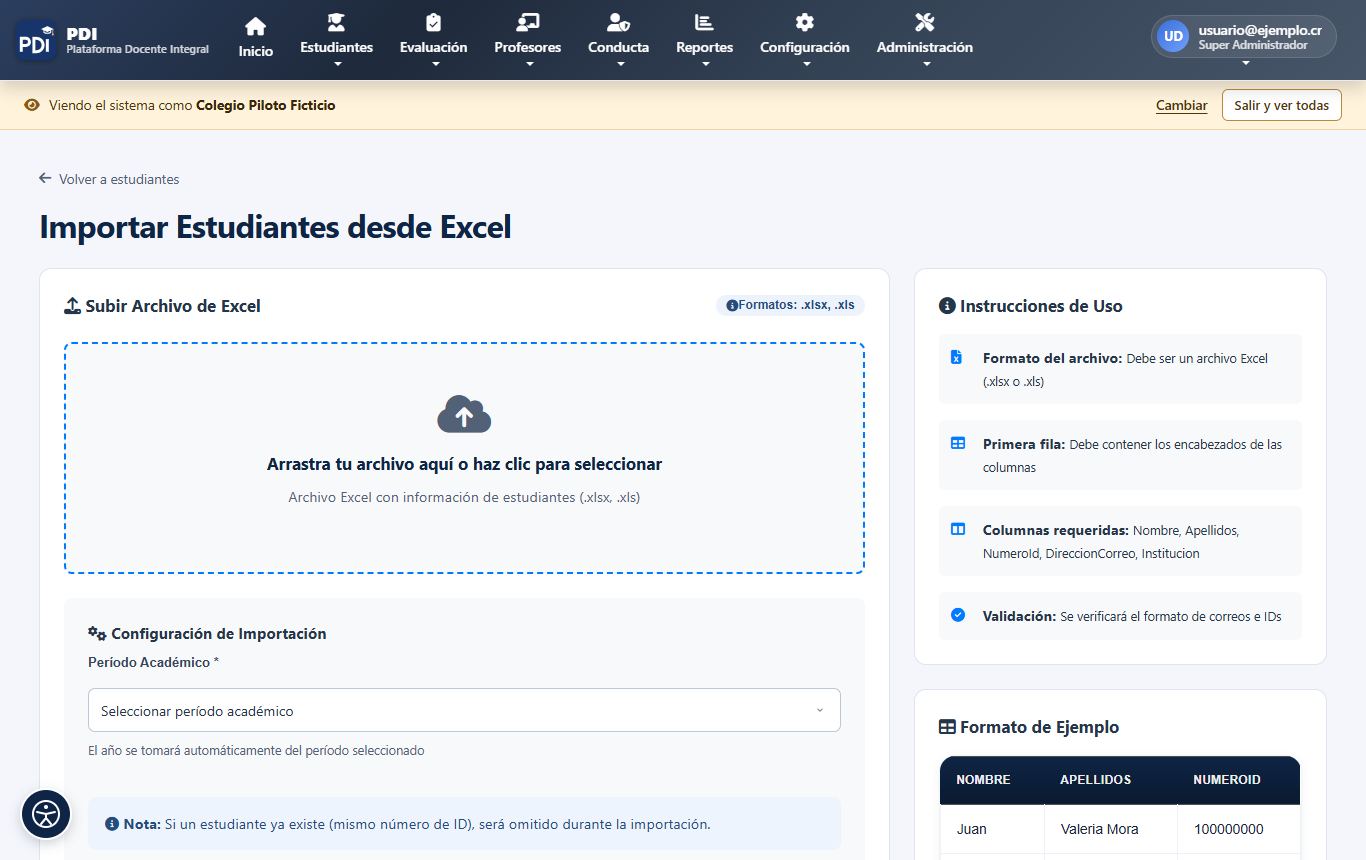 PDI
PDI
Plataforma Docente Integral
Inicio
Estudiantes
Evaluación
Profesores
Conducta
Reportes
Configuración
Administración
UD
usuario@ejemplo.cr
Super Administrador
Viendo el sistema como Colegio Piloto Ficticio
Cambiar
Salir y ver todas
Volver a estudiantes
Importar Estudiantes desde Excel
Subir Archivo de Excel
Formatos: .xlsx, .xls
Arrastra tu archivo aquí o haz clic para seleccionar
Archivo Excel con información de estudiantes (.xlsx, .xls)
Configuración de Importación
Período Académico *
Seleccionar período académico
El año se tomará automáticamente del período seleccionado
Nota: Si un estudiante ya existe (mismo número de ID), será omitido durante la importación.
Instrucciones de Uso
Formato del archivo: Debe ser un archivo Excel
(.xlsx o .xls)
Primera fila: Debe contener los encabezados de las
columnas
Columnas requeridas: Nombre, Apellidos,
NumeroId, DireccionCorreo, Institucion
Validación: Se verificará el formato de correos e IDs
Formato de Ejemplo
NOMBRE APELLIDOS NUMEROID
Juan Valeria Mora 100000000